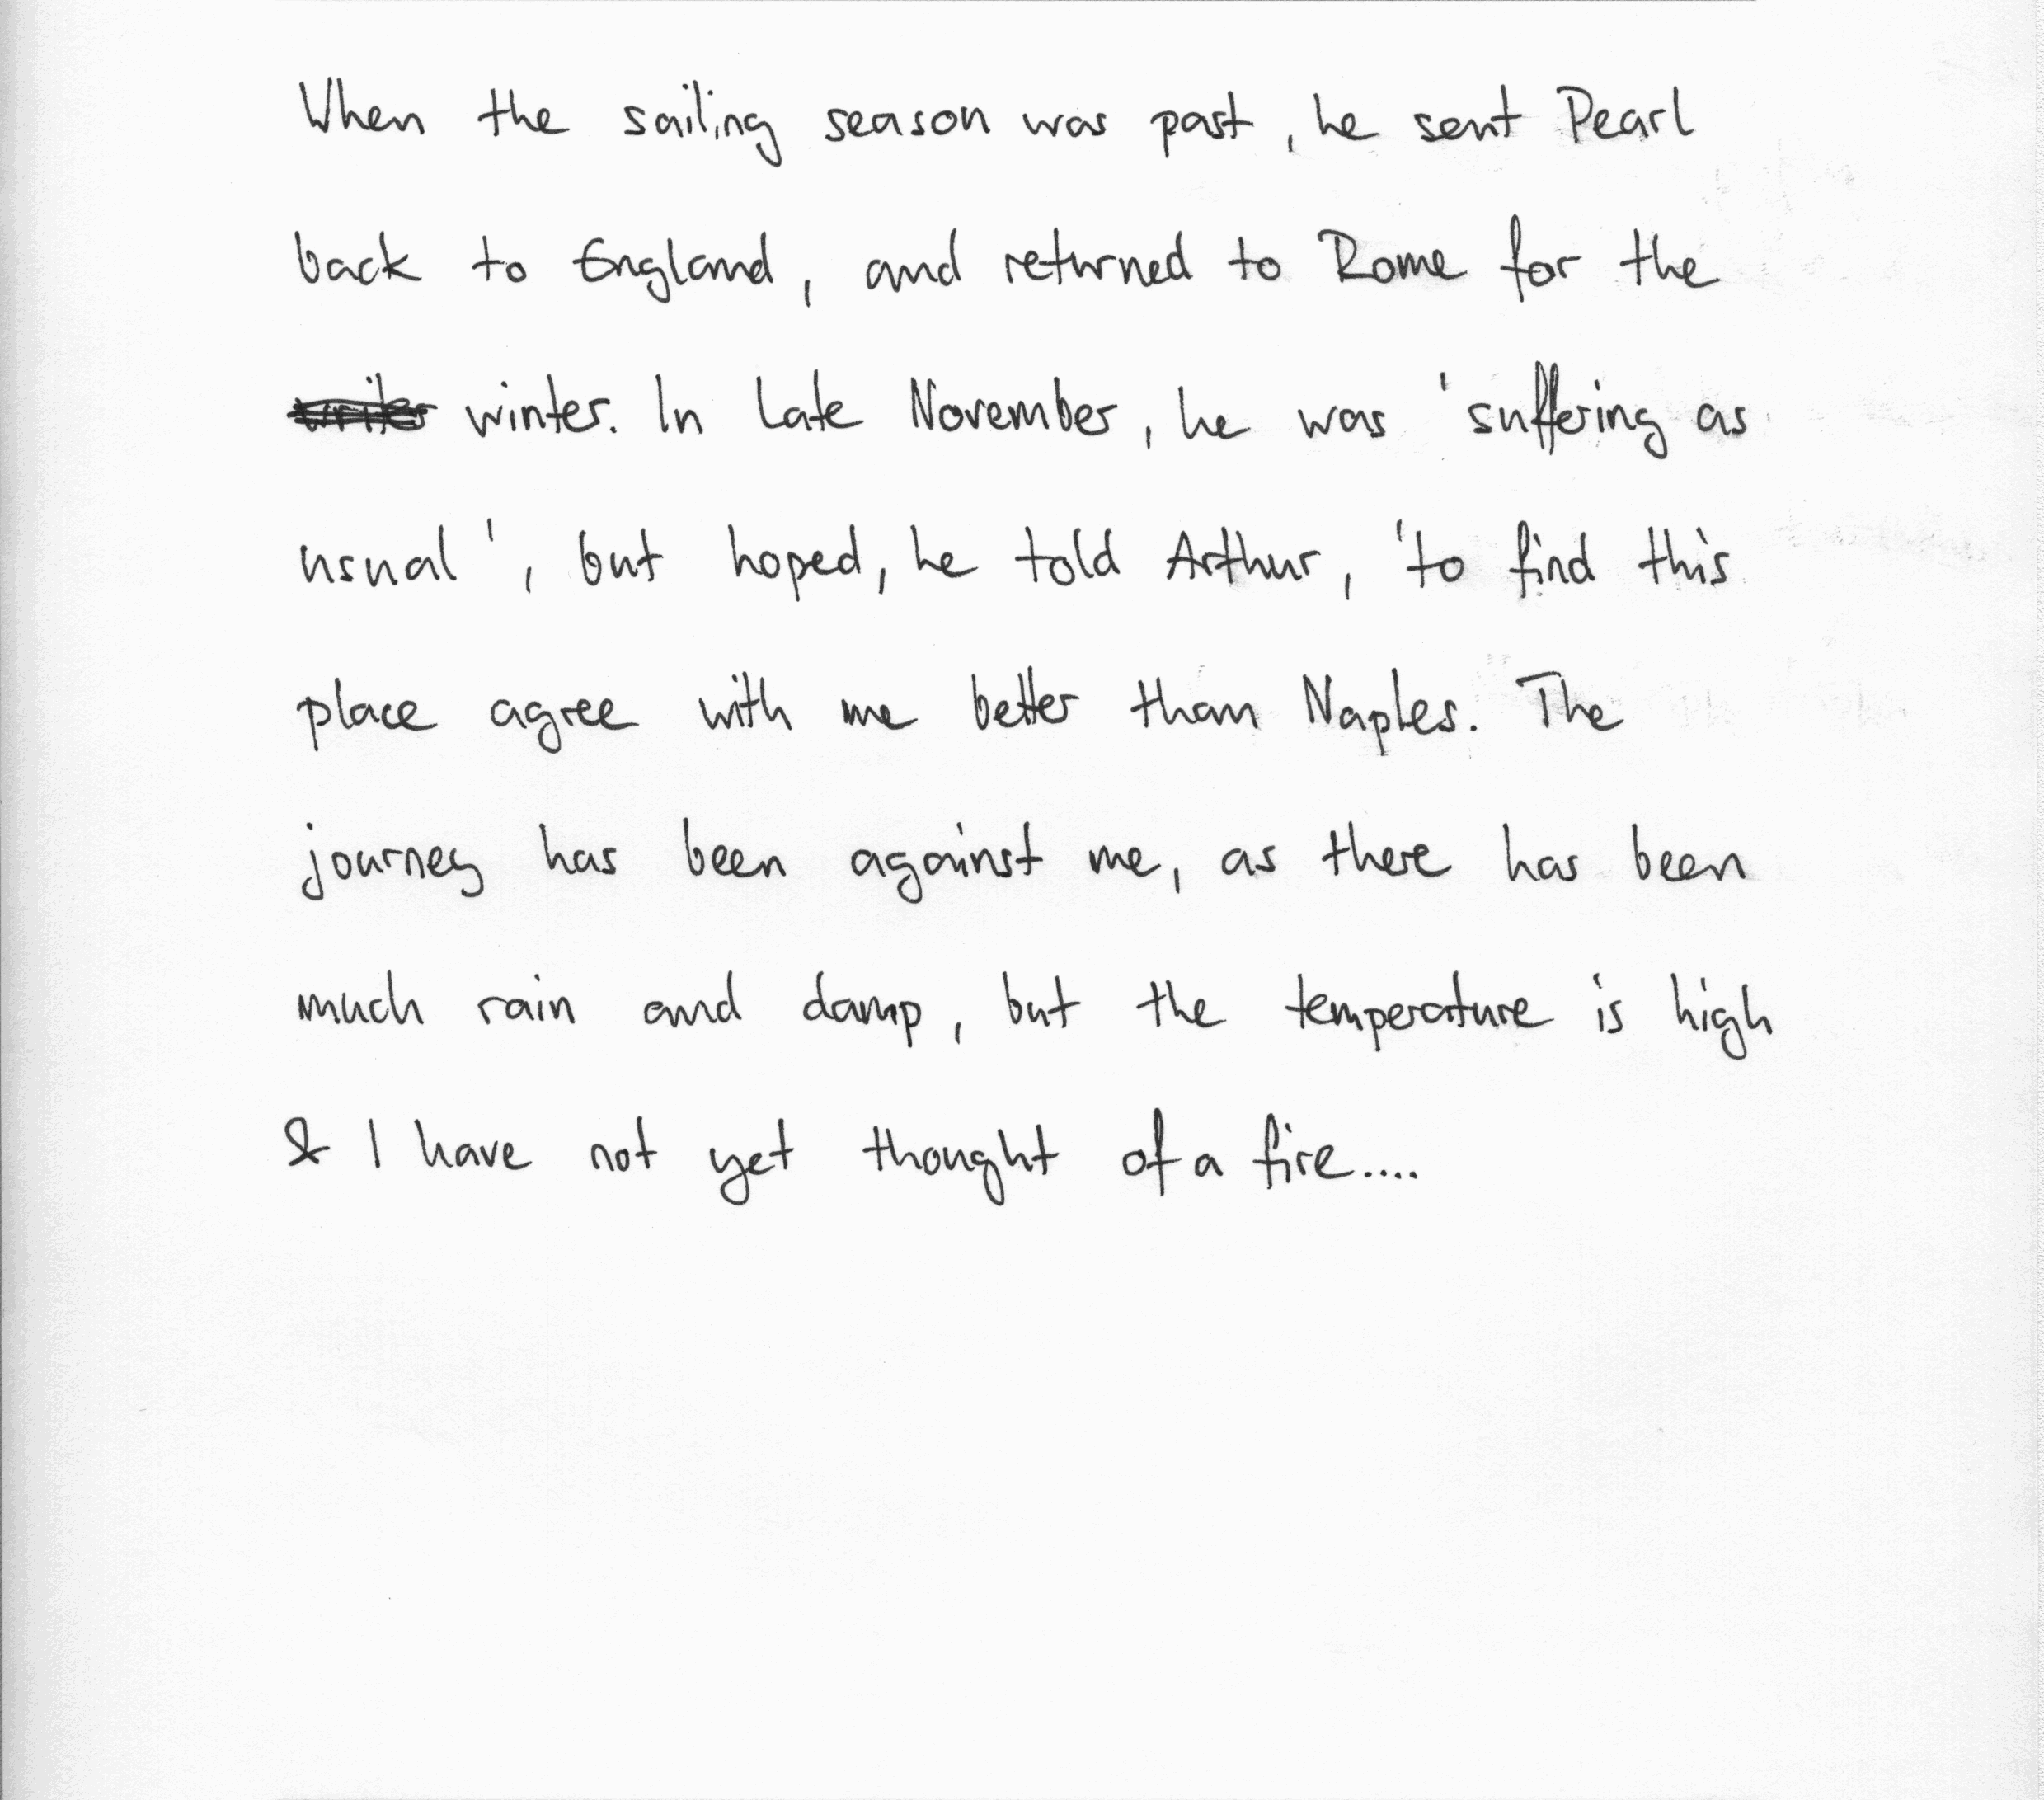 When the sailing season was past, he sent Pearl
back to England, and returned to Rome for the
winter. In late November, he was 'suffering as
usual', but hoped, he told Arthur, 'to find this
place agree with me better than Naples. The
journey has been against me, as there has been
much rain and damp, but the temperature is high
& I have not yet thought of a fire....